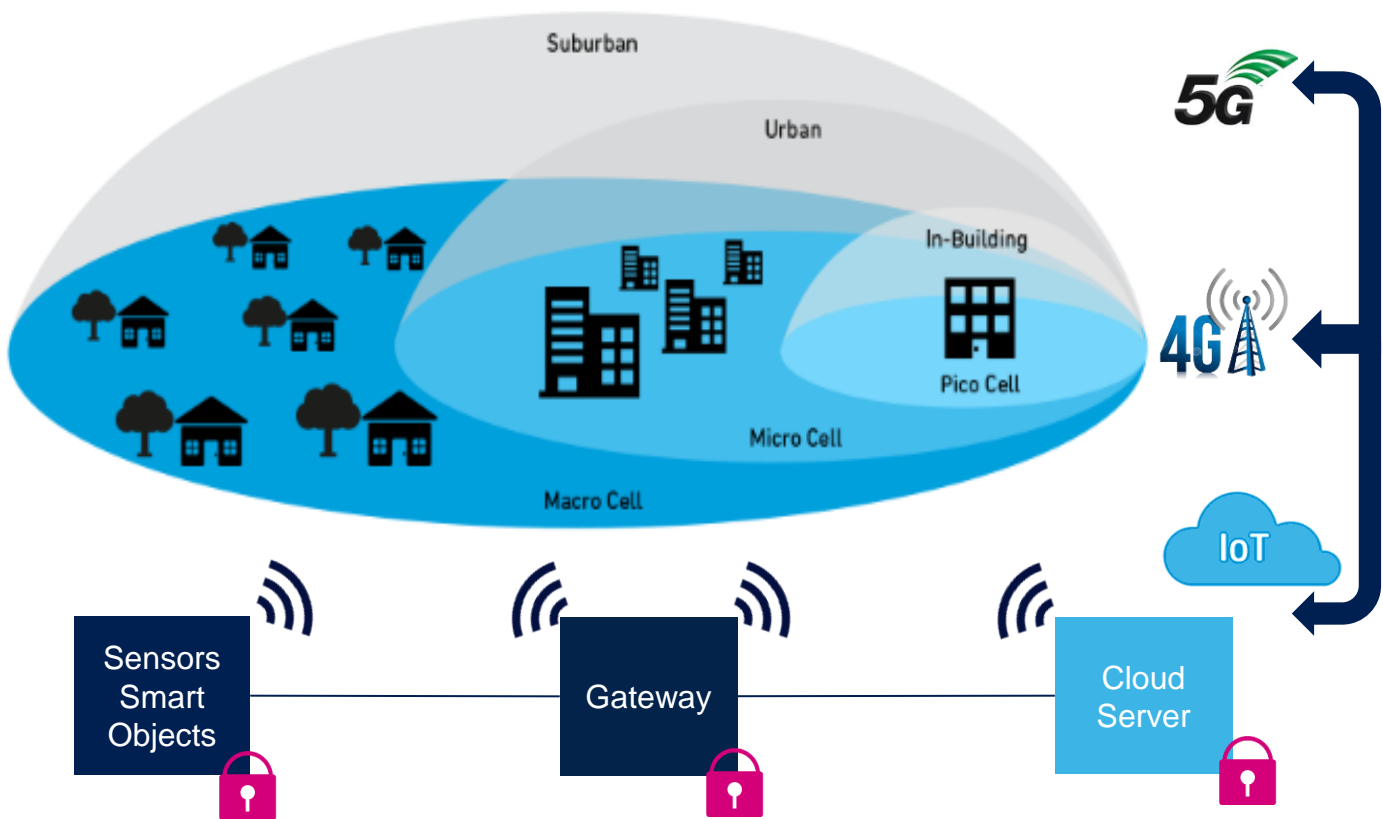 Suburban
Urban
In-Building
Pico Cell
Micro Cell
Macro Cell
5G
4G
IoT
Sensors
Smart
Objects
Gateway
Cloud
Server